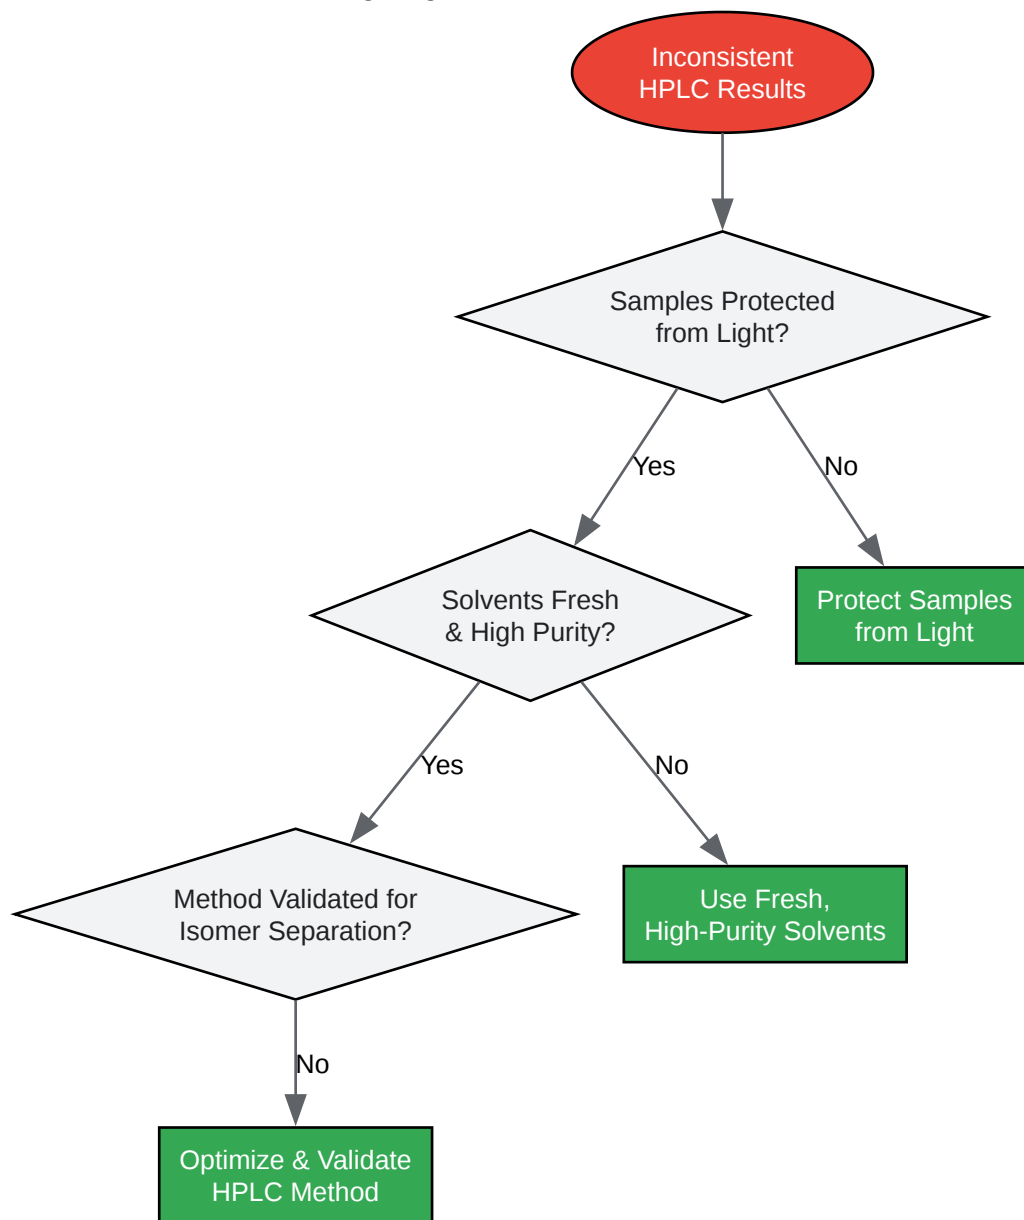 Inconsistent
HPLC Results
Samples Protected
from Light?
Yes
No
Solvents Fresh
& High Purity?
Protect Samples
from Light
Yes
No
Method Validated for
Isomer Separation?
Use Fresh,
High-Purity Solvents
No
Optimize & Validate
HPLC Method